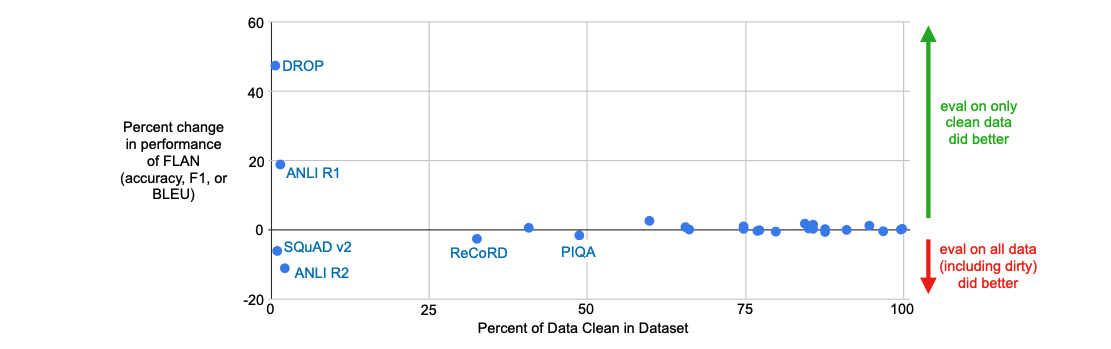 60
DROP
40
eval on only
clean data
did better
Percent change
in performance
of FLAN
(accuracy, F1, or
BLEU)
20
ANLI R1
0
SQuAD v2
ReCoRD
PIQA
ANLI R2
eval on all data
(including dirty)
did better
-20
0
25
50
75
100
Percent of Data Clean in Dataset